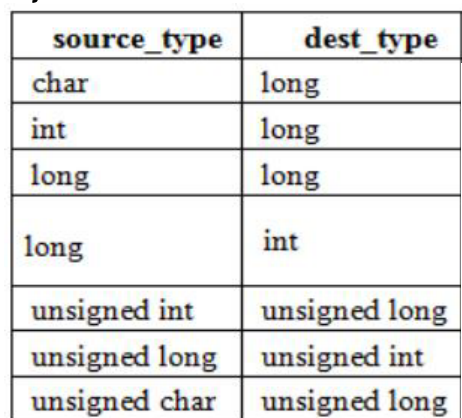 source_type dest_type
char long
int long
long long
long int
unsigned int unsigned long
unsigned long unsigned int
unsigned char unsigned long